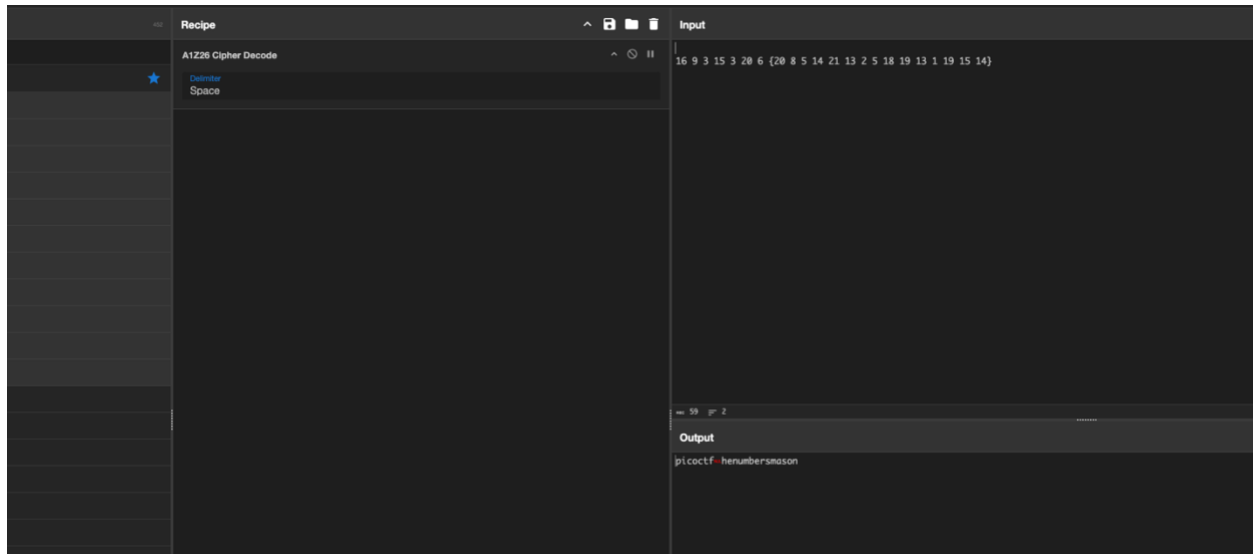 Recipe
A1Z26 Cipher Decode
Delimiter
Space
Input
16 9 3 15 3 20 6 {20 8 5 14 21 13 2 5 18 19 13 1 19 15 14}
59 2
Output
picoctf henumbersmason